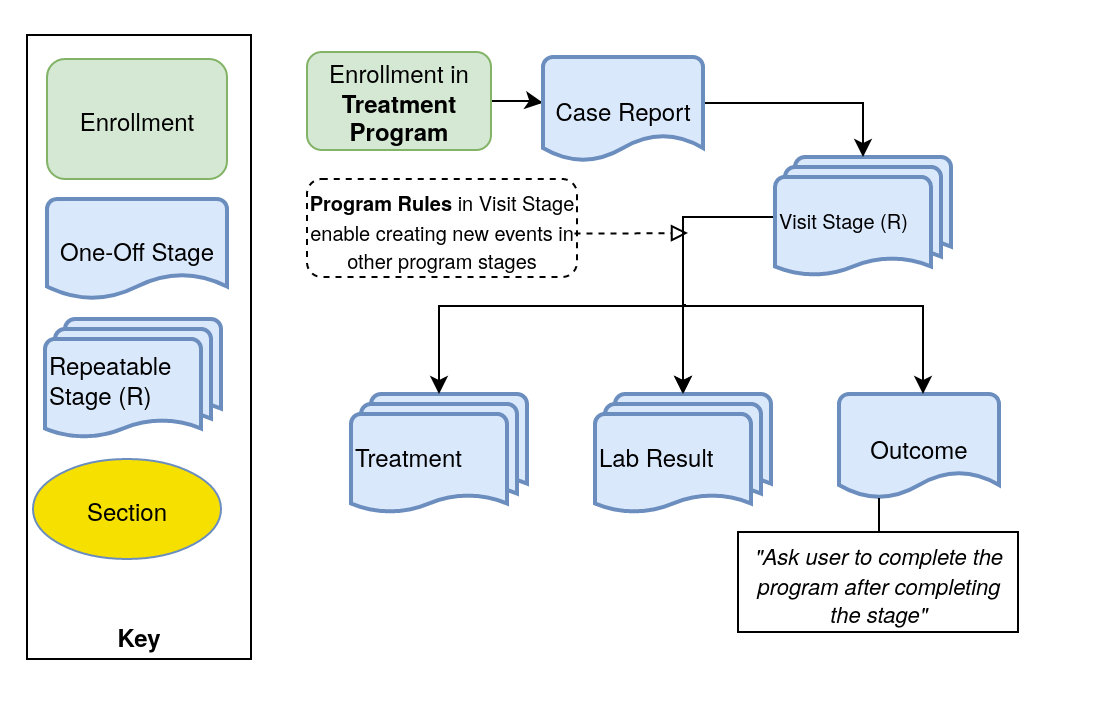 Enrollment
One-Off Stage
Repeatable
Stage (R)
Section
Key
Enrollment in
Treatment
Program
Case Report
Program Rules in Visit Stage
enable creating new events in
other program stages
Visit Stage (R)
Treatment
Lab Result
Outcome
"Ask user to complete the
program after completing
the stage"